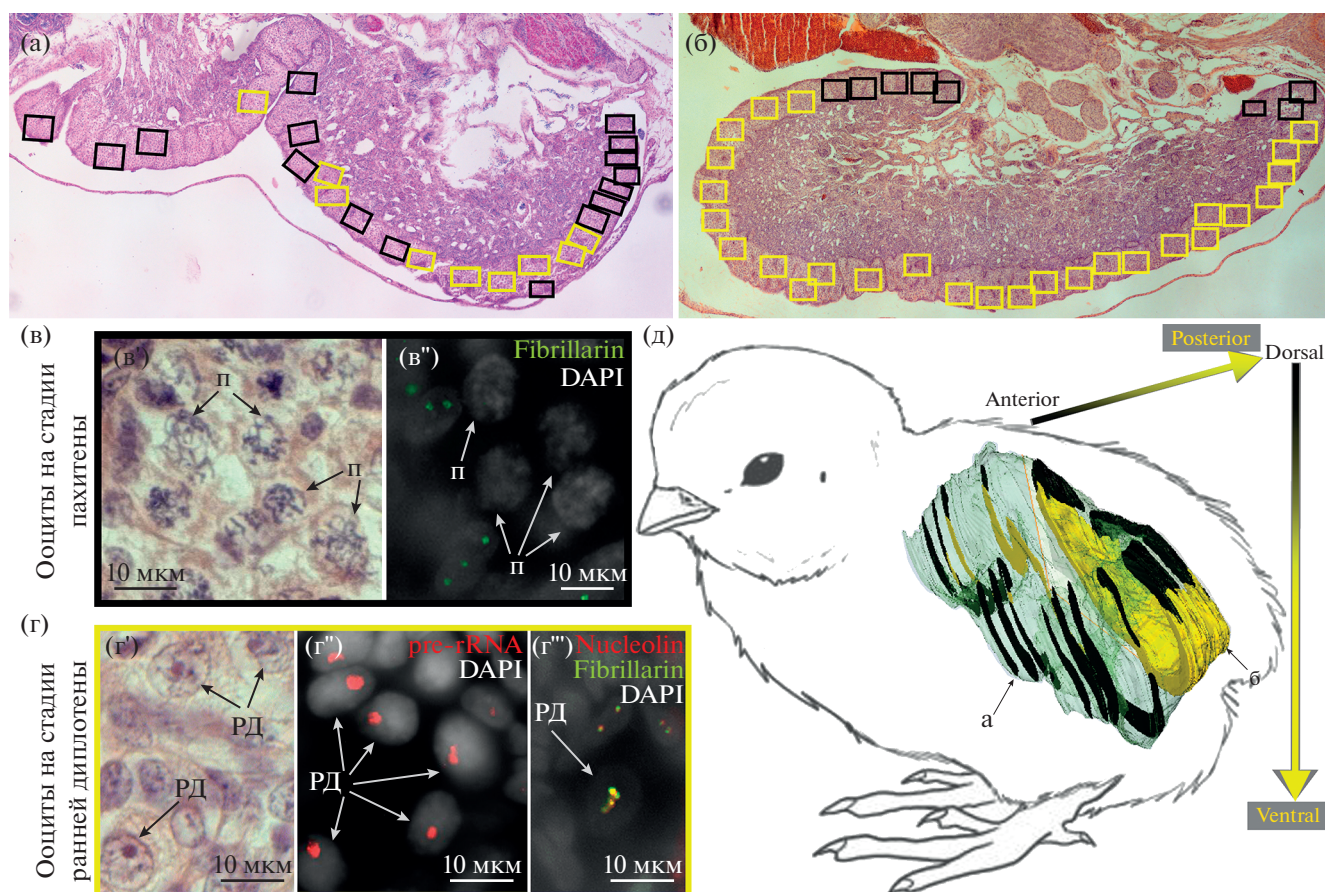 (а)
(б)
(в)
Ооциты на стадии
пахитены
(в')
п
п
10 мкм
(в'')
Fibrillarin
DAPI
п
п
10 мкм
(г)
Ооциты на стадии
ранней диплотены
(г')
РД
РД
10 мкм
(г'')
pre-rRNA
DAPI
РД
10 мкм
(г''')
Nucleolin
Fibrillarin
DAPI
РД
10 мкм
(д)
Posterior
Dorsal
Anterior
а
б
Ventral